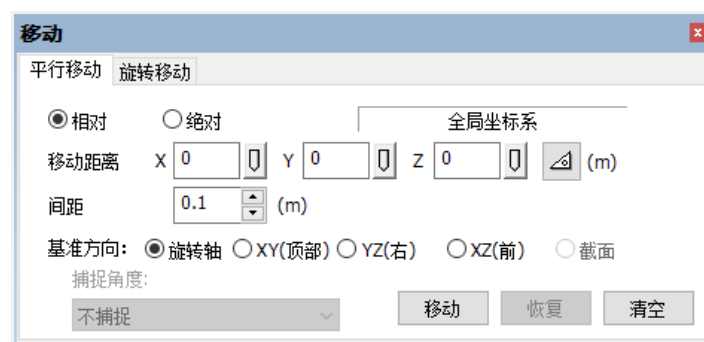 移动
平行移动 旋转移动
相对 绝对 全局坐标系
移动距离 X 0 Y 0 Z 0 (m)
间距 0.1 (m)
基准方向: 旋转轴 XY(顶部) YZ(右) XZ(前) 截面
捕捉角度:
不捕捉 移动 恢复 清空